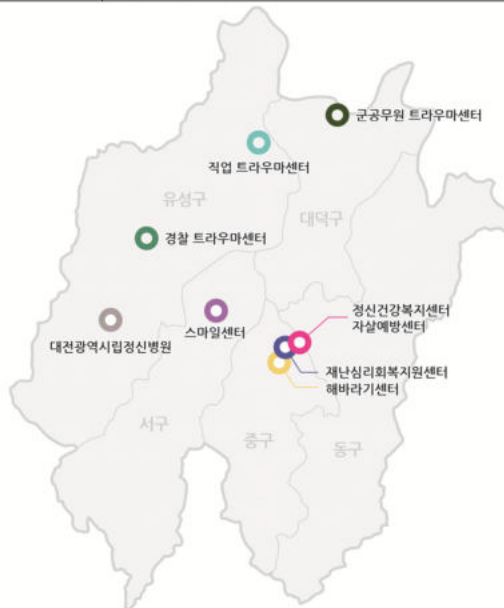 군공무원 트라우마센터
직업 트라우마센터
유성구
대덕구
경찰 트라우마센터
정신건강복지센터
자살예방센터
스마일센터
대전광역시립정신병원
재난심리회복지원센터
해바라기센터
서구
중구
동구